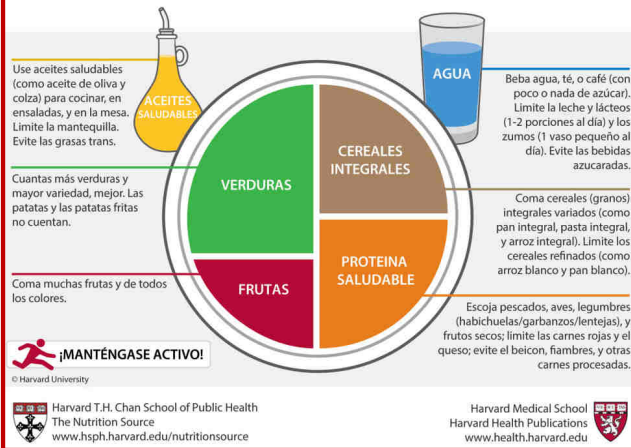 Use aceites saludables
(como aceite de oliva y
colza) para cocinar, en
ensaladas, y en la mesa.
Limite la mantequilla.
Evite las grasas trans.
ACEITES
SALUDABLES
AGUA
Beba agua, té, o café (con
poco o nada de azúcar).
Limite la leche y lácteos
(1-2 porciones al día) y los
zumos (1 vaso pequeño al
día). Evite las bebidas
azucaradas.
Cuantas más verduras y
mayor variedad, mejor. Las
patatas y las patatas fritas
no cuentan.
VERDURAS
CEREALES
INTEGRALES
Coma cereales (granos)
integrales variados (como
pan integral, pasta integral,
y arroz integral). Limite los
cereales refinados (como
arroz blanco y pan blanco).
Coma muchas frutas y de todos
los colores.
FRUTAS
PROTEINA
SALUDABLE
Escoja pescados, aves, legumbres
(habichuelas/garbanzos/lentejas), y
frutos secos; limite las carnes rojas y el
queso; evite el beicon, fiambres, y otras
carnes procesadas.
¡MANTÉNGASE ACTIVO!
© Harvard University
Harvard T.H. Chan School of Public Health
The Nutrition Source
www.hsph.harvard.edu/nutritionsource
Harvard Medical School
Harvard Health Publications
www.health.harvard.edu